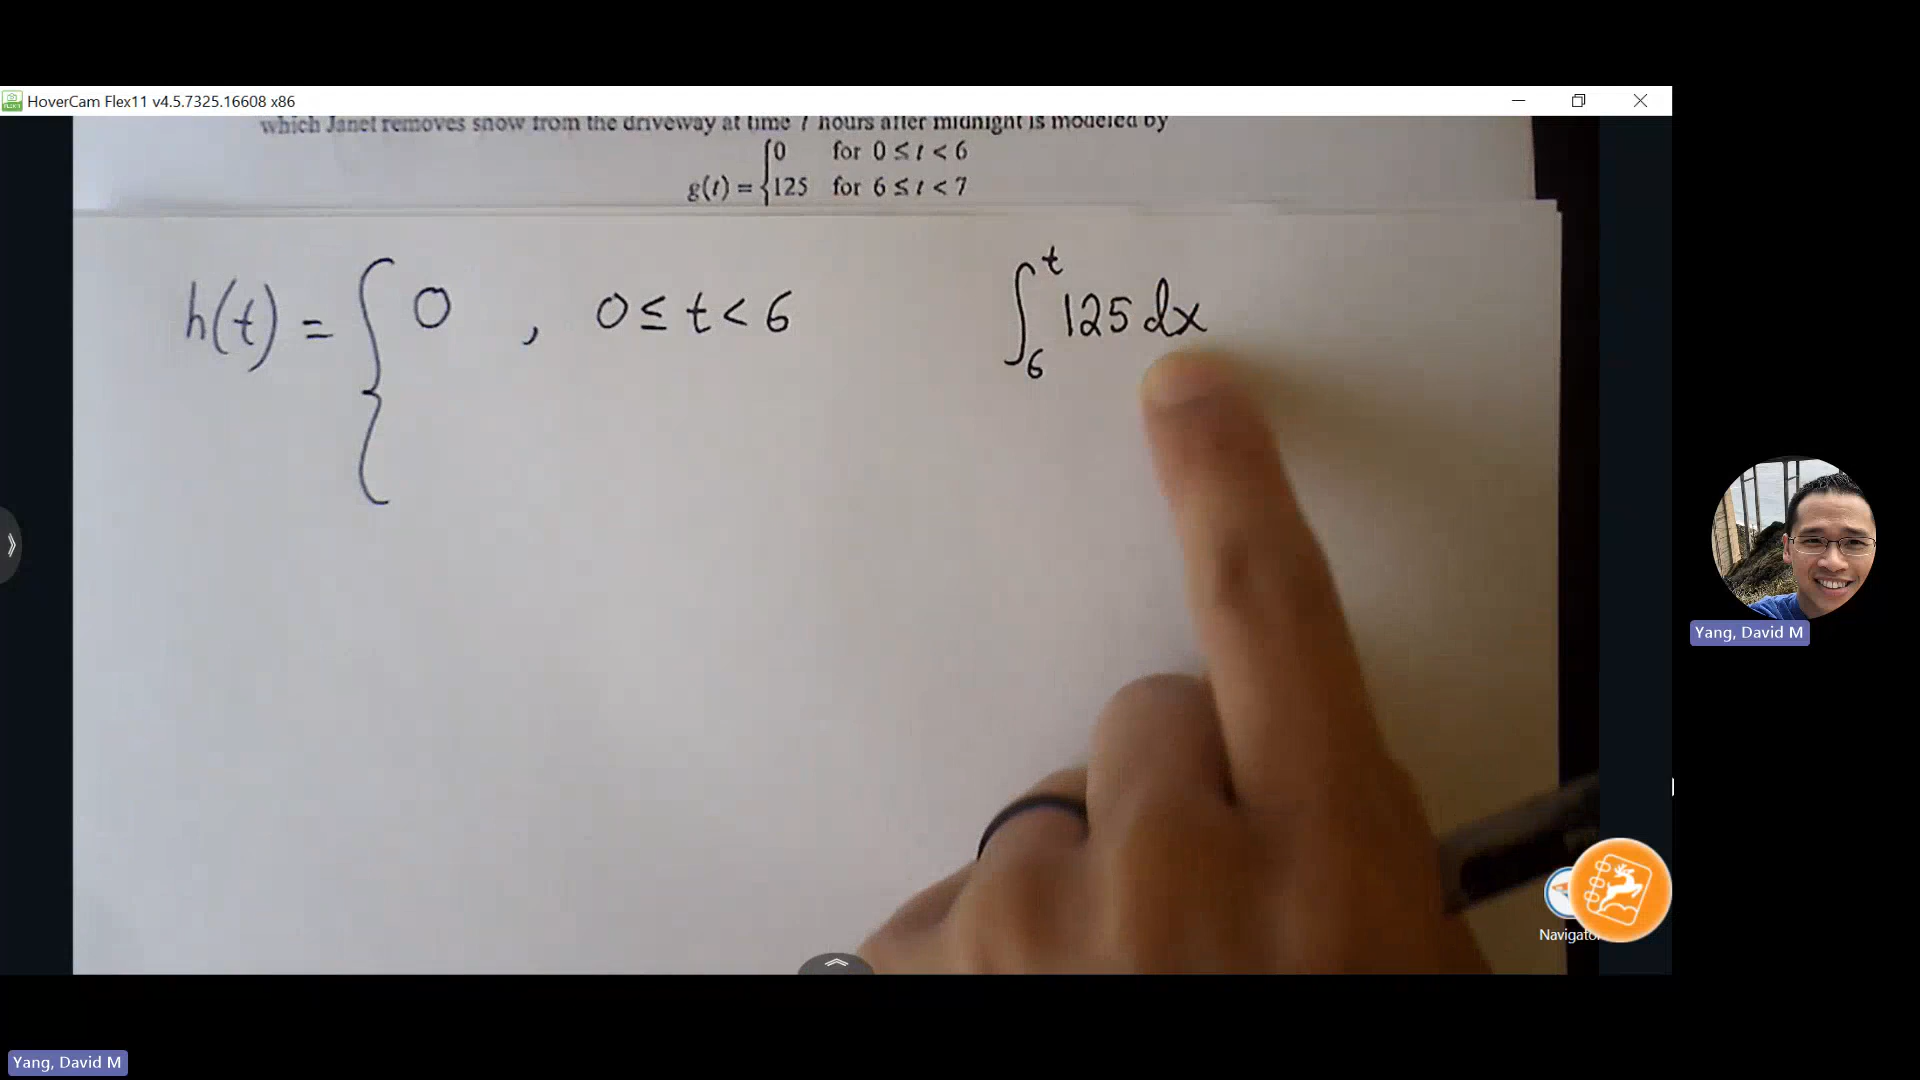 HoverCam Flex11 v4.5.7325.16608 x86
which Janet removes snow from the driveway at time t hours after midnight is modeled by
g(t) = { 0 for 0 ≤ t < 6
125 for 6 ≤ t < 7
h(t) = { 0 , 0 ≤ t < 6
∫_6^t 125 dx
Yang, David M
Navigator
Yang, David M